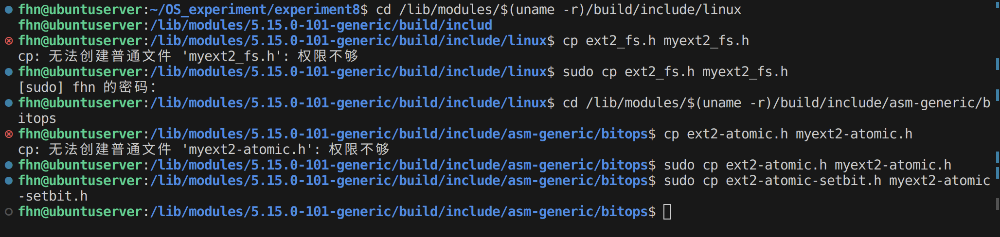 fhn@ubuntuserver:~/OS_experiment/experiment8$ cd /lib/modules/$(uname -r)/build/include/linux
fhn@ubuntuserver:/lib/modules/5.15.0-101-generic/build/includ
fhn@ubuntuserver:/lib/modules/5.15.0-101-generic/build/include/linux$ cp ext2_fs.h myext2_fs.h
cp: 无法创建普通文件 'myext2_fs.h': 权限不够
fhn@ubuntuserver:/lib/modules/5.15.0-101-generic/build/include/linux$ sudo cp ext2_fs.h myext2_fs.h
[sudo] fhn 的密码：
fhn@ubuntuserver:/lib/modules/5.15.0-101-generic/build/include/linux$ cd /lib/modules/$(uname -r)/build/include/asm-generic/b
itops
fhn@ubuntuserver:/lib/modules/5.15.0-101-generic/build/include/asm-generic/bitops$ cp ext2-atomic.h myext2-atomic.h
cp: 无法创建普通文件 'myext2-atomic.h': 权限不够
fhn@ubuntuserver:/lib/modules/5.15.0-101-generic/build/include/asm-generic/bitops$ sudo cp ext2-atomic.h myext2-atomic.h
fhn@ubuntuserver:/lib/modules/5.15.0-101-generic/build/include/asm-generic/bitops$ sudo cp ext2-atomic-setbit.h myext2-atomic
-setbit.h
fhn@ubuntuserver:/lib/modules/5.15.0-101-generic/build/include/asm-generic/bitops$